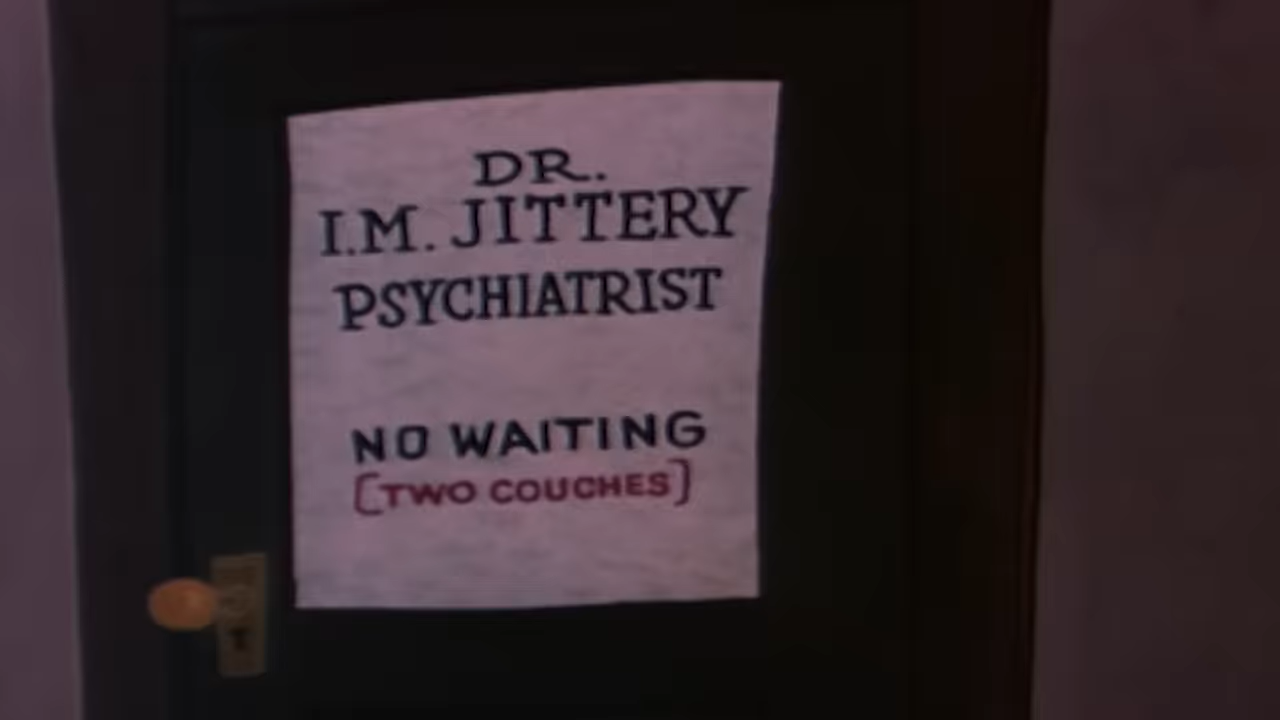 DR.
I.M. JITTERY
PSYCHIATRIST
NO WAITING
[TWO COUCHES]